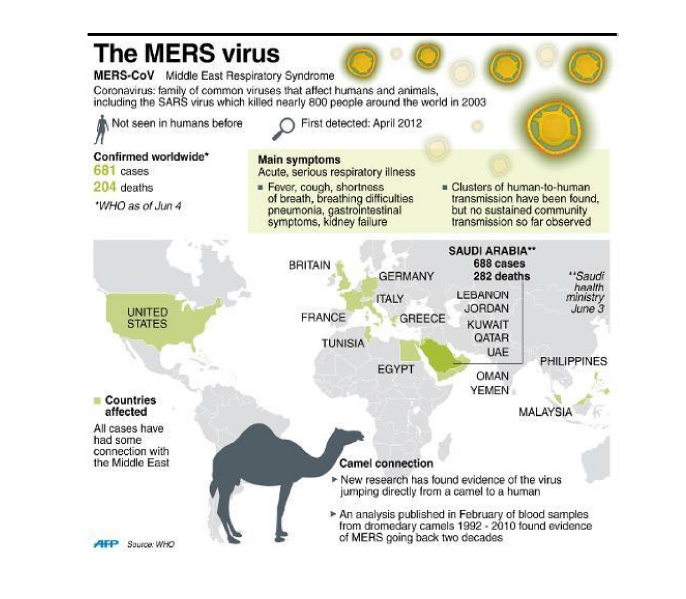 The MERS virus
MERS-CoV Middle East Respiratory Syndrome
Coronavirus: family of common viruses that affect humans and animals,
including the SARS virus which killed nearly 800 people around the world in 2003
Not seen in humans before
First detected: April 2012
Confirmed worldwide*
681 cases
204 deaths
*WHO as of Jun 4
Main symptoms
Acute, serious respiratory illness
Fever, cough, shortness
of breath, breathing difficulties
pneumonia, gastrointestinal
symptoms, kidney failure
Clusters of human-to-human
transmission have been found,
but no sustained community
transmission so far observed
SAUDI ARABIA**
688 cases
282 deaths
**Saudi
health
ministry
June 3
BRITAIN
GERMANY
ITALY
FRANCE
GREECE
TUNISIA
EGYPT
LEBANON
JORDAN
KUWAIT
QATAR
UAE
OMAN
YEMEN
PHILIPPINES
MALAYSIA
UNITED
STATES
Countries
affected
All cases have
had some
connection with
the Middle East
Camel connection
New research has found evidence of the virus
jumping directly from a camel to a human
An analysis published in February of blood samples
from dromedary camels 1992 - 2010 found evidence
of MERS going back two decades
AFP Source: WHO